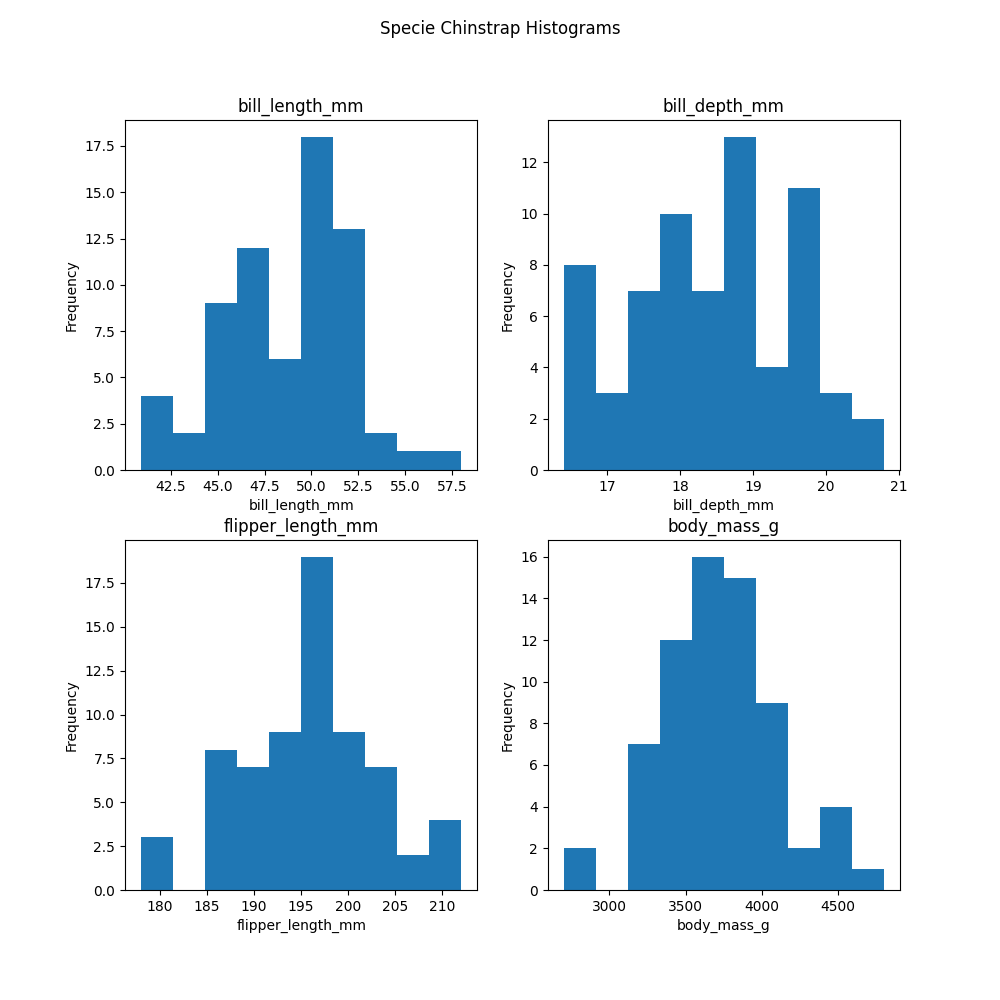 Specie Chinstrap Histograms
bill_length_mm
17.5
15.0
12.5
10.0
7.5
5.0
2.5
0.0
Frequency
42.5 45.0 47.5 50.0 52.5 55.0 57.5
bill_length_mm
bill_depth_mm
12
10
8
6
4
2
0
Frequency
17 18 19 20 21
bill_depth_mm
flipper_length_mm
17.5
15.0
12.5
10.0
7.5
5.0
2.5
0.0
Frequency
180 185 190 195 200 205 210
flipper_length_mm
body_mass_g
16
14
12
10
8
6
4
2
0
Frequency
3000 3500 4000 4500
body_mass_g